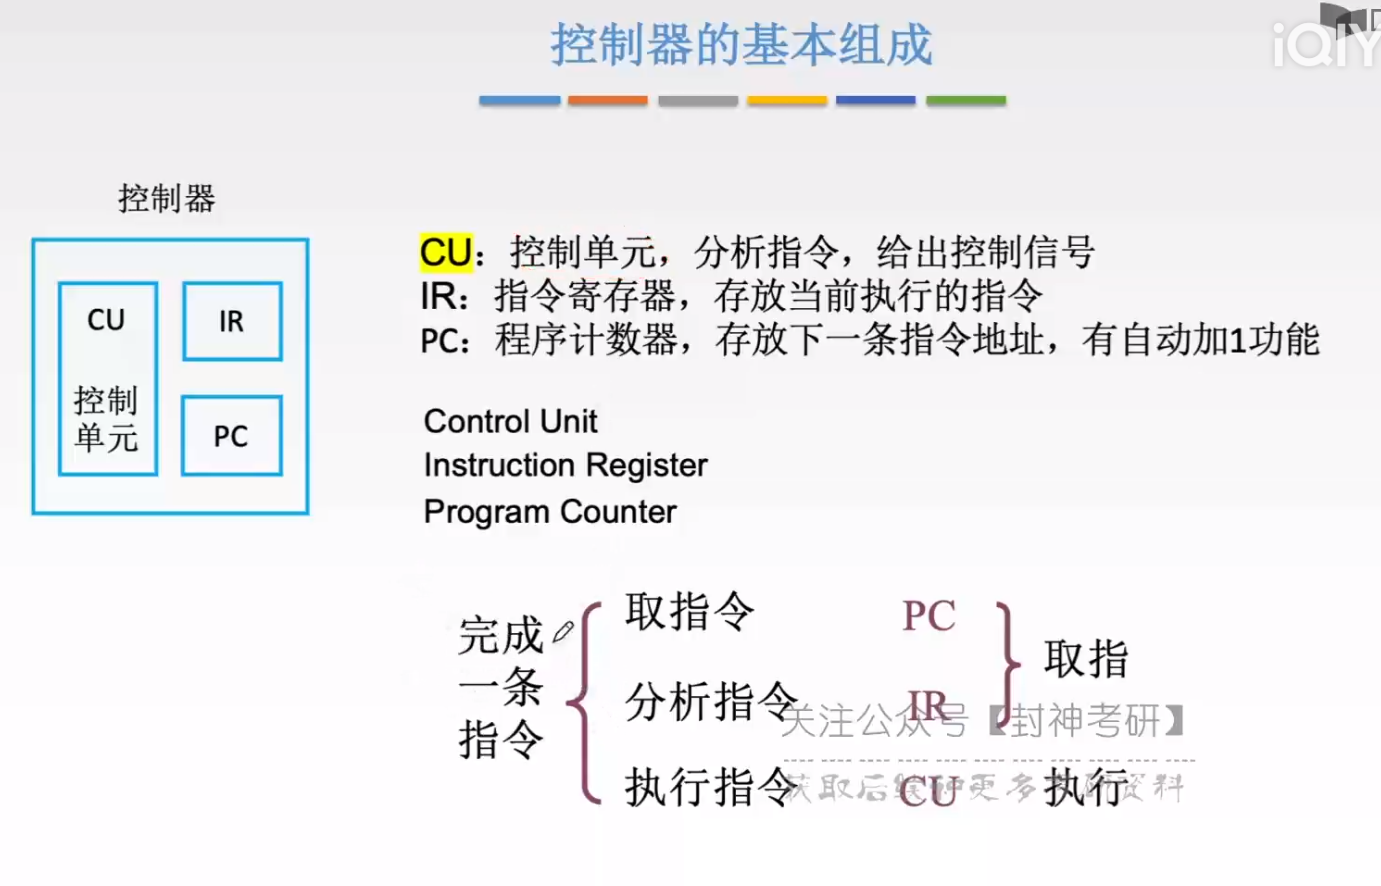 控制器的基本组成
iQIY
控制器
CU
控制
单元
IR
PC
CU：控制单元，分析指令，给出控制信号
IR：指令寄存器，存放当前执行的指令
PC：程序计数器，存放下一条指令地址，有自动加1功能
Control Unit
Instruction Register
Program Counter
完成
一条
指令
取指令 PC
分析指令 IR
取指
执行指令 CU 执行
关注公众号【封神考研】
获取后续 更多 资料